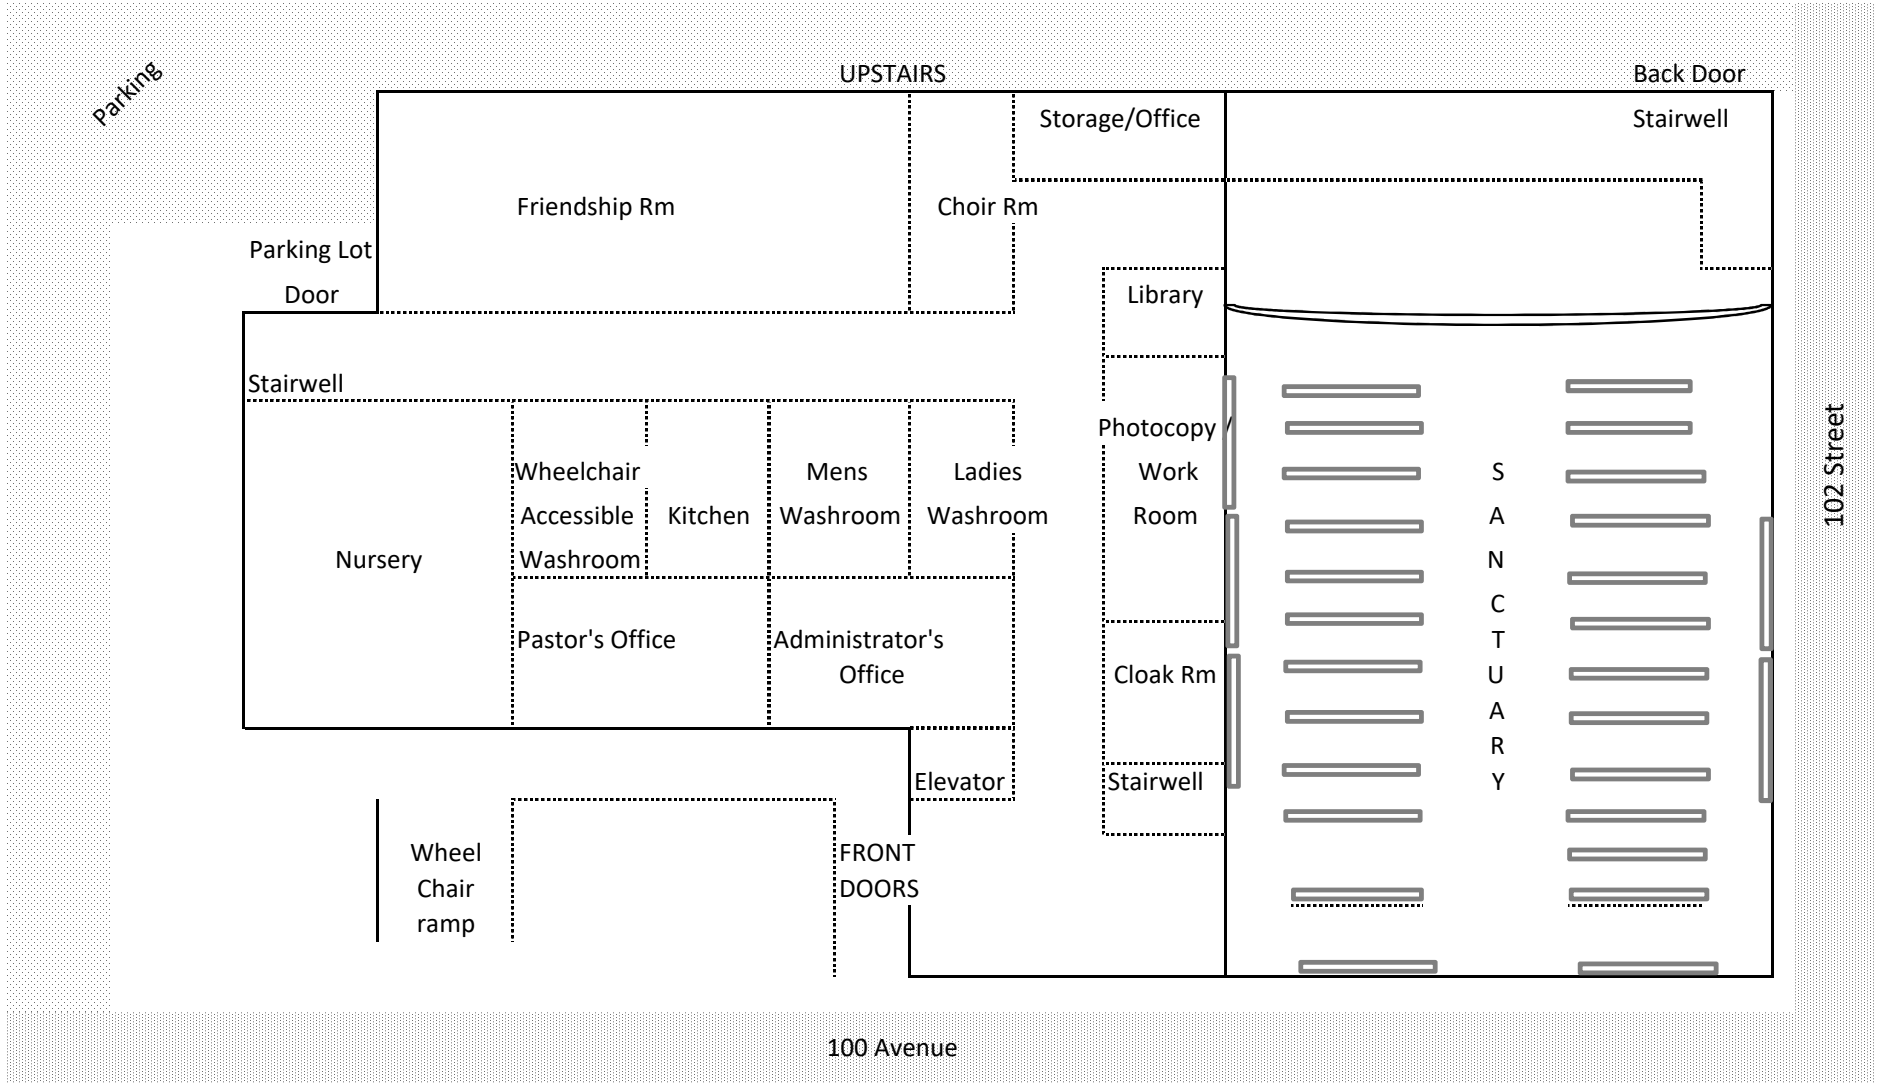 Parking
UPSTAIRS
Back Door
Storage/Office
Stairwell
Friendship Rm
Choir Rm
Parking Lot
Door
Library
Stairwell
Photocopy /
Work
Room
Wheelchair
Accessible
Washroom
Kitchen
Mens
Washroom
Ladies
Washroom
Nursery
Pastor's Office
Administrator's
Office
Cloak Rm
Elevator
Stairwell
S
A
N
C
T
U
A
R
Y
102 Street
Wheel
Chair
ramp
FRONT
DOORS
100 Avenue